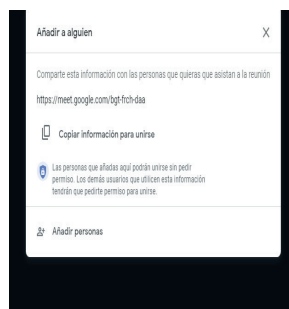 Añadir a alguien
Comparte esta información con las personas que quieras que asistan a la reunión
https://meet.google.com/bgt-frch-daa
Copiar información para unirse
Las personas que añadas aquí podrán unirse sin pedir
permiso. Los demás usuarios que utilicen esta información
tendrán que pedirte permiso para unirse.
Añadir personas